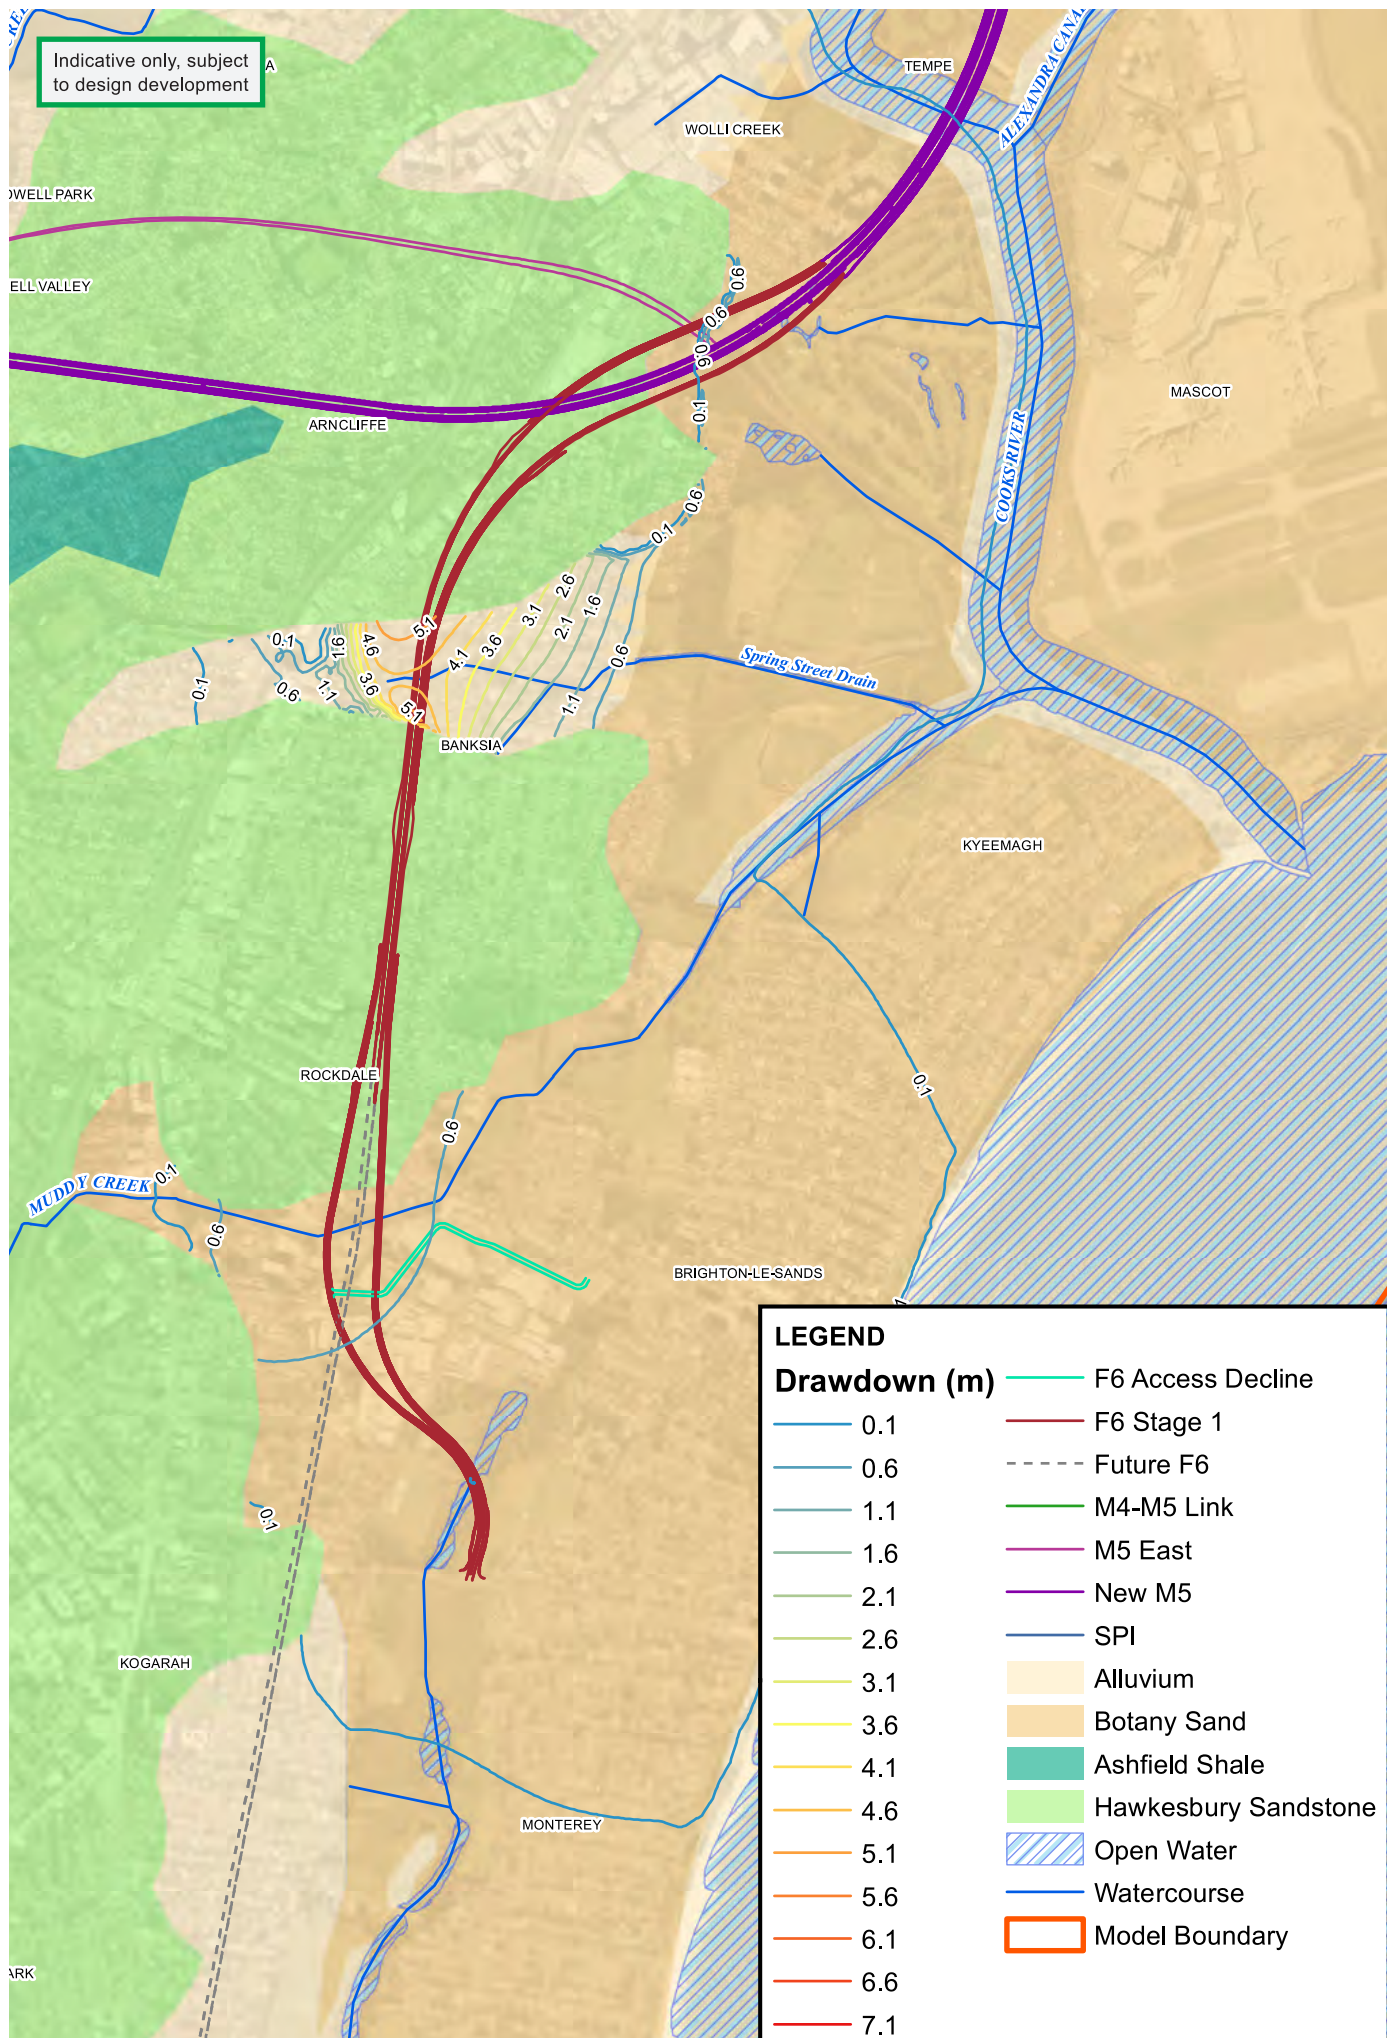 CREE
Indicative only, subject
to design development
A
TEMPE
ALEXANDRA CANA
WOLLI CREEK
OWELL PARK
ELL VALLEY
0.6
0.6
0.6
0.1
MASCOT
ARNCLIFFE
COOKS RIVER
0.6
0.1
2.6
1.6
3.1
2.1
5.1
4.6
1.6
0.1
3.6
4.1
0.6
Spring Street Drain
3.6
0.1
0.6
1.1
5.1
1.1
BANKSIA
KYEEMAGH
ROCKDALE
0.1
0.6
MUDDY CREEK
0.1
0.6
BRIGHTON-LE-SANDS
1
0.1
KOGARAH
MONTEREY
ARK
LEGEND
Drawdown (m)
0.1
0.6
1.1
1.6
2.1
2.6
3.1
3.6
4.1
4.6
5.1
5.6
6.1
6.6
7.1
F6 Access Decline
F6 Stage 1
Future F6
M4-M5 Link
M5 East
New M5
SPI
Alluvium
Botany Sand
Ashfield Shale
Hawkesbury Sandstone
Open Water
Watercourse
Model Boundary